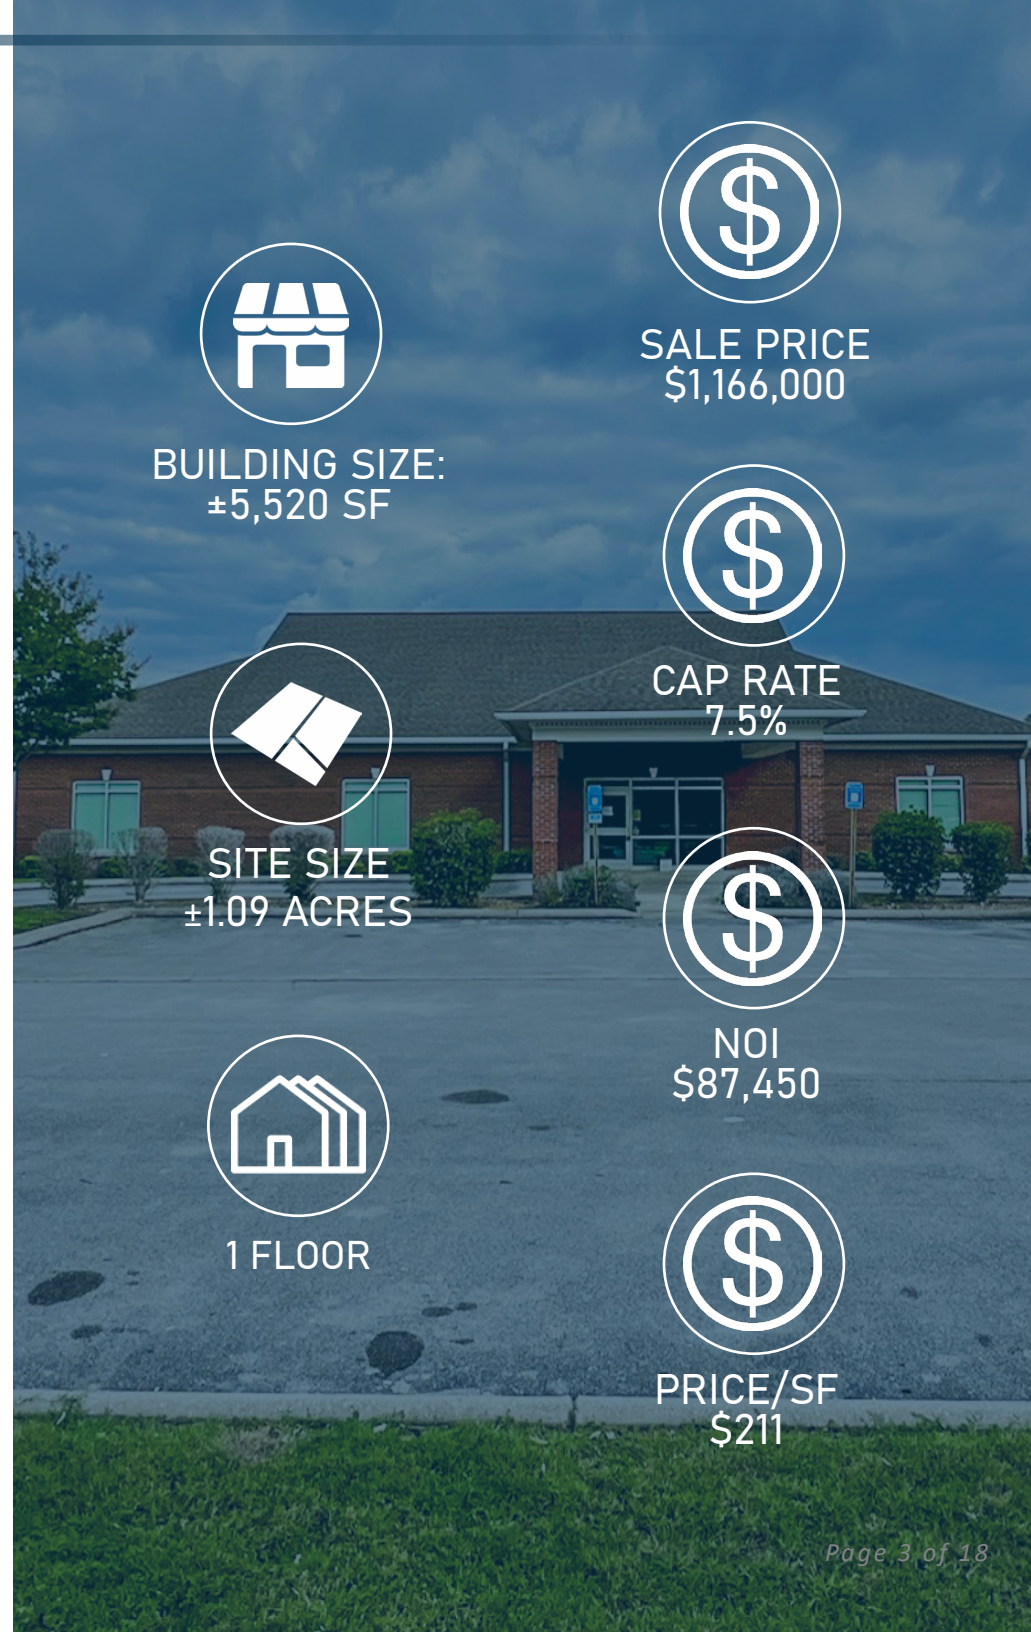 BUILDING SIZE:
±5,520 SF
SITE SIZE
±1.09 ACRES
1 FLOOR
SALE PRICE
$1,166,000
CAP RATE
7.5%
NOI
$87,450
PRICE/SF
$211
Page 3 of 18